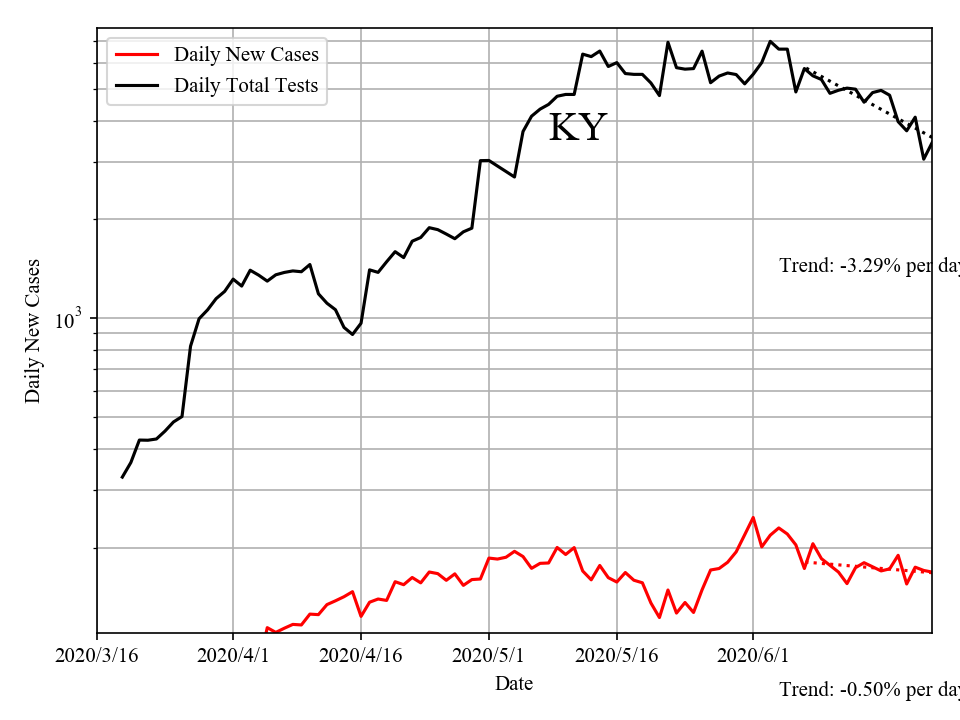 Daily New Cases
Daily Total Tests
KY
Trend: -3.29% per day
Daily New Cases
10^3
2020/3/16
2020/4/1
2020/4/16
2020/5/1
2020/5/16
2020/6/1
Date
Trend: -0.50% per day